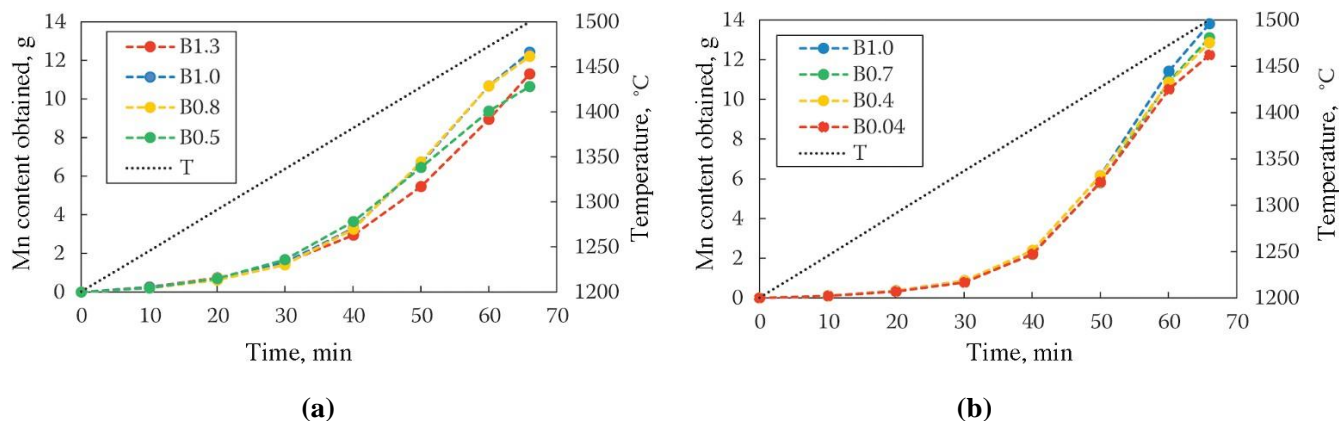 14
12
10
8
6
4
2
0
Mn content obtained, g
B1.3
B1.0
B0.8
B0.5
T
1500
1450
1400
1350
1300
1250
1200
Temperature, °C
0 10 20 30 40 50 60 70
Time, min
(a)
14
12
10
8
6
4
2
0
Mn content obtained, g
B1.0
B0.7
B0.4
B0.04
T
1500
1450
1400
1350
1300
1250
1200
Temperature, °C
0 10 20 30 40 50 60 70
Time, min
(b)